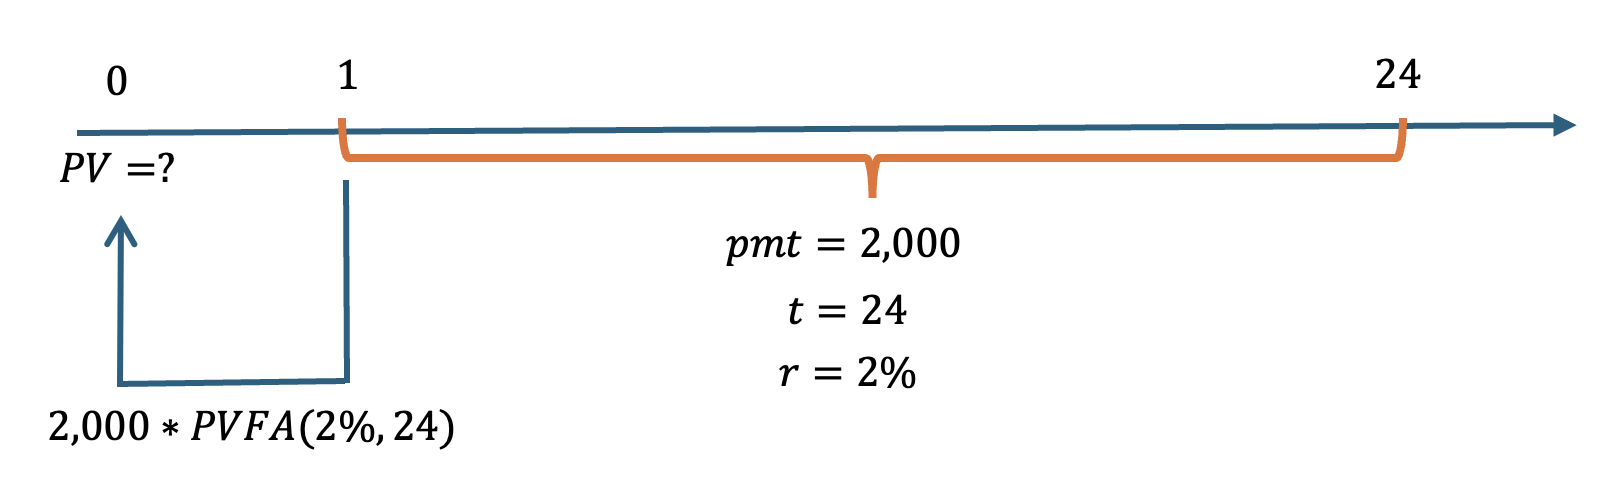 0 1 24
PV =?
pmt = 2,000
t = 24
r = 2%
2,000 ∗ PVFA(2%, 24)